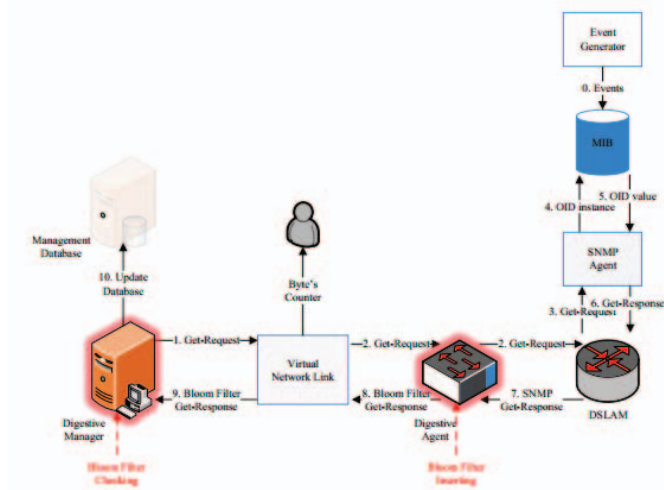 Event
Generator
0. Events
MIB
5. OID value
4. OID instance
Management
Database
SNMP
Agent
10. Update
Database
Byte's
Counter
6. Get-Response
3. Get-Request
1. Get-Request
2. Get-Request
2. Get-Request
Virtual
Network Link
9. Bloom Filter
Get-Response
8. Bloom Filter
Get-Response
7. SNMP
Get-Response
DSLAM
Digestive
Manager
Digestive
Agent
Bloom Filter
Checking
Bloom Filter
Inserting